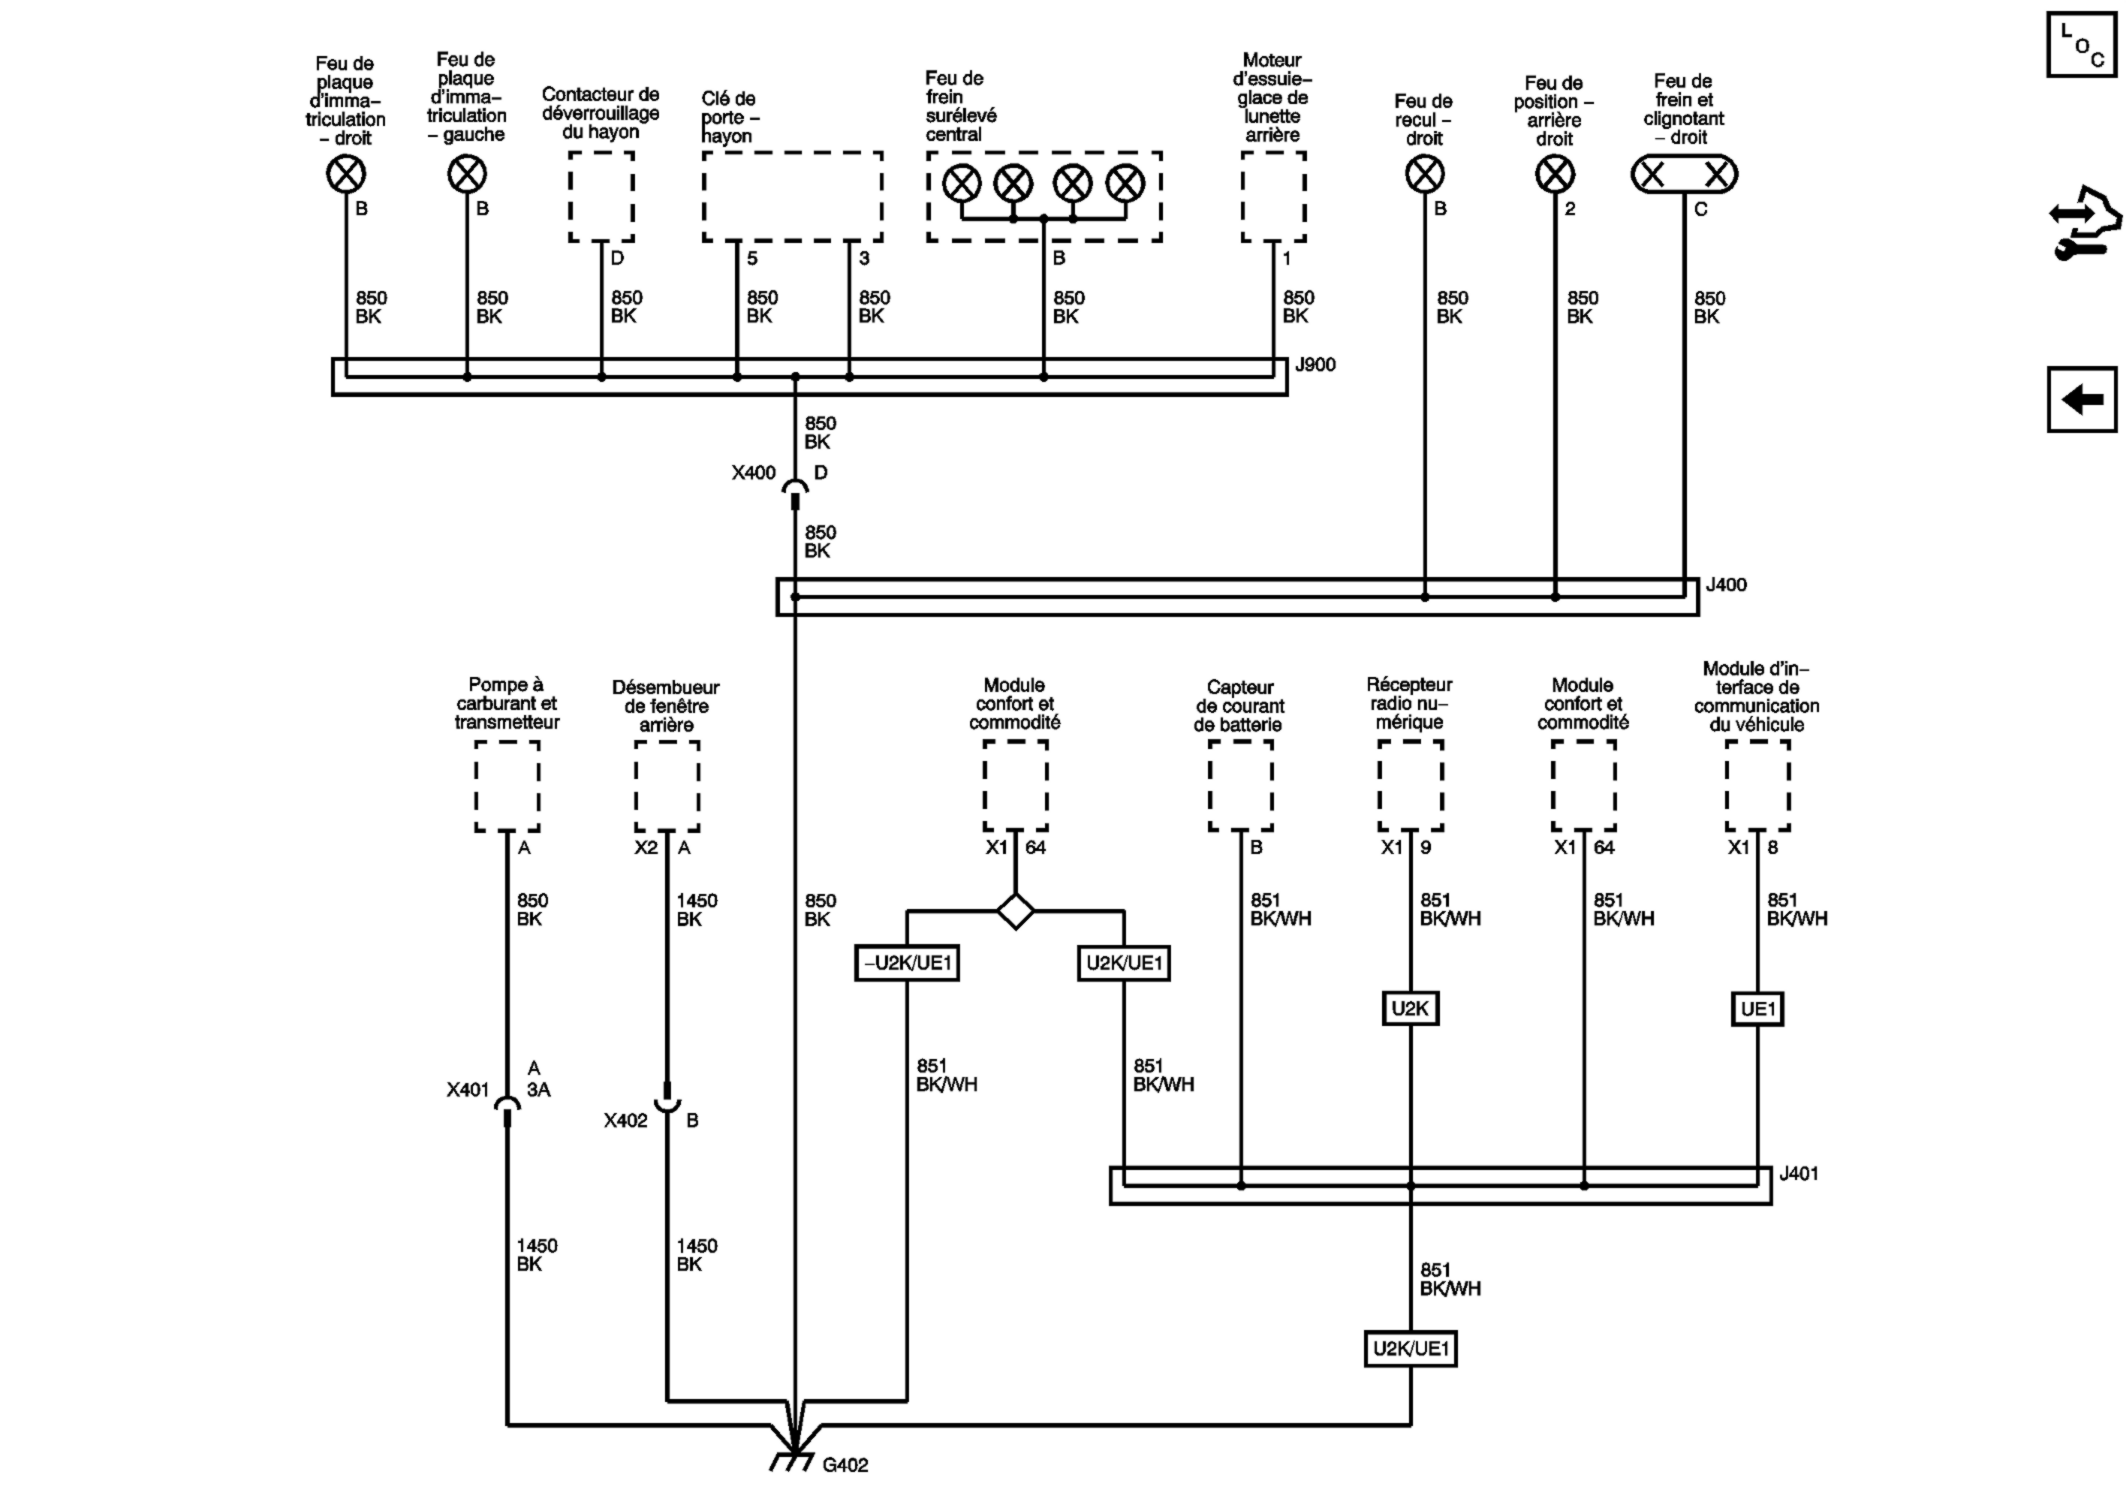 L
O
C
Feu de
plaque
d'imma–
triculation
– droit
Feu de
plaque
d'imma–
triculation
– gauche
Contacteur de
déverrouillage
du hayon
Clé de
porte –
hayon
Feu de
frein
surélevé
central
Moteur
d'essuie–
glace de
lunette
arrière
Feu de
recul –
droit
Feu de
position –
arrière
droit
Feu de
frein et
clignotant
– droit
B
B
D
5
3
B
1
B
2
C
850
BK
850
BK
850
BK
850
BK
850
BK
850
BK
850
BK
850
BK
850
BK
850
BK
J900
850
BK
X400 D
850
BK
J400
Pompe à
carburant et
transmetteur
Désembueur
de fenêtre
arrière
Module
confort et
commodité
Capteur
de courant
de batterie
Récepteur
radio nu–
mérique
Module
confort et
commodité
Module d'in–
terface de
communication
du véhicule
A
X2 A
X1 64
B
X1 9
X1 64
X1 8
850
BK
1450
BK
850
BK
851
BK/WH
851
BK/WH
851
BK/WH
851
BK/WH
–U2K/UE1
U2K/UE1
U2K
UE1
A
X401 3A
X402 B
851
BK/WH
851
BK/WH
J401
1450
BK
1450
BK
851
BK/WH
U2K/UE1
G402